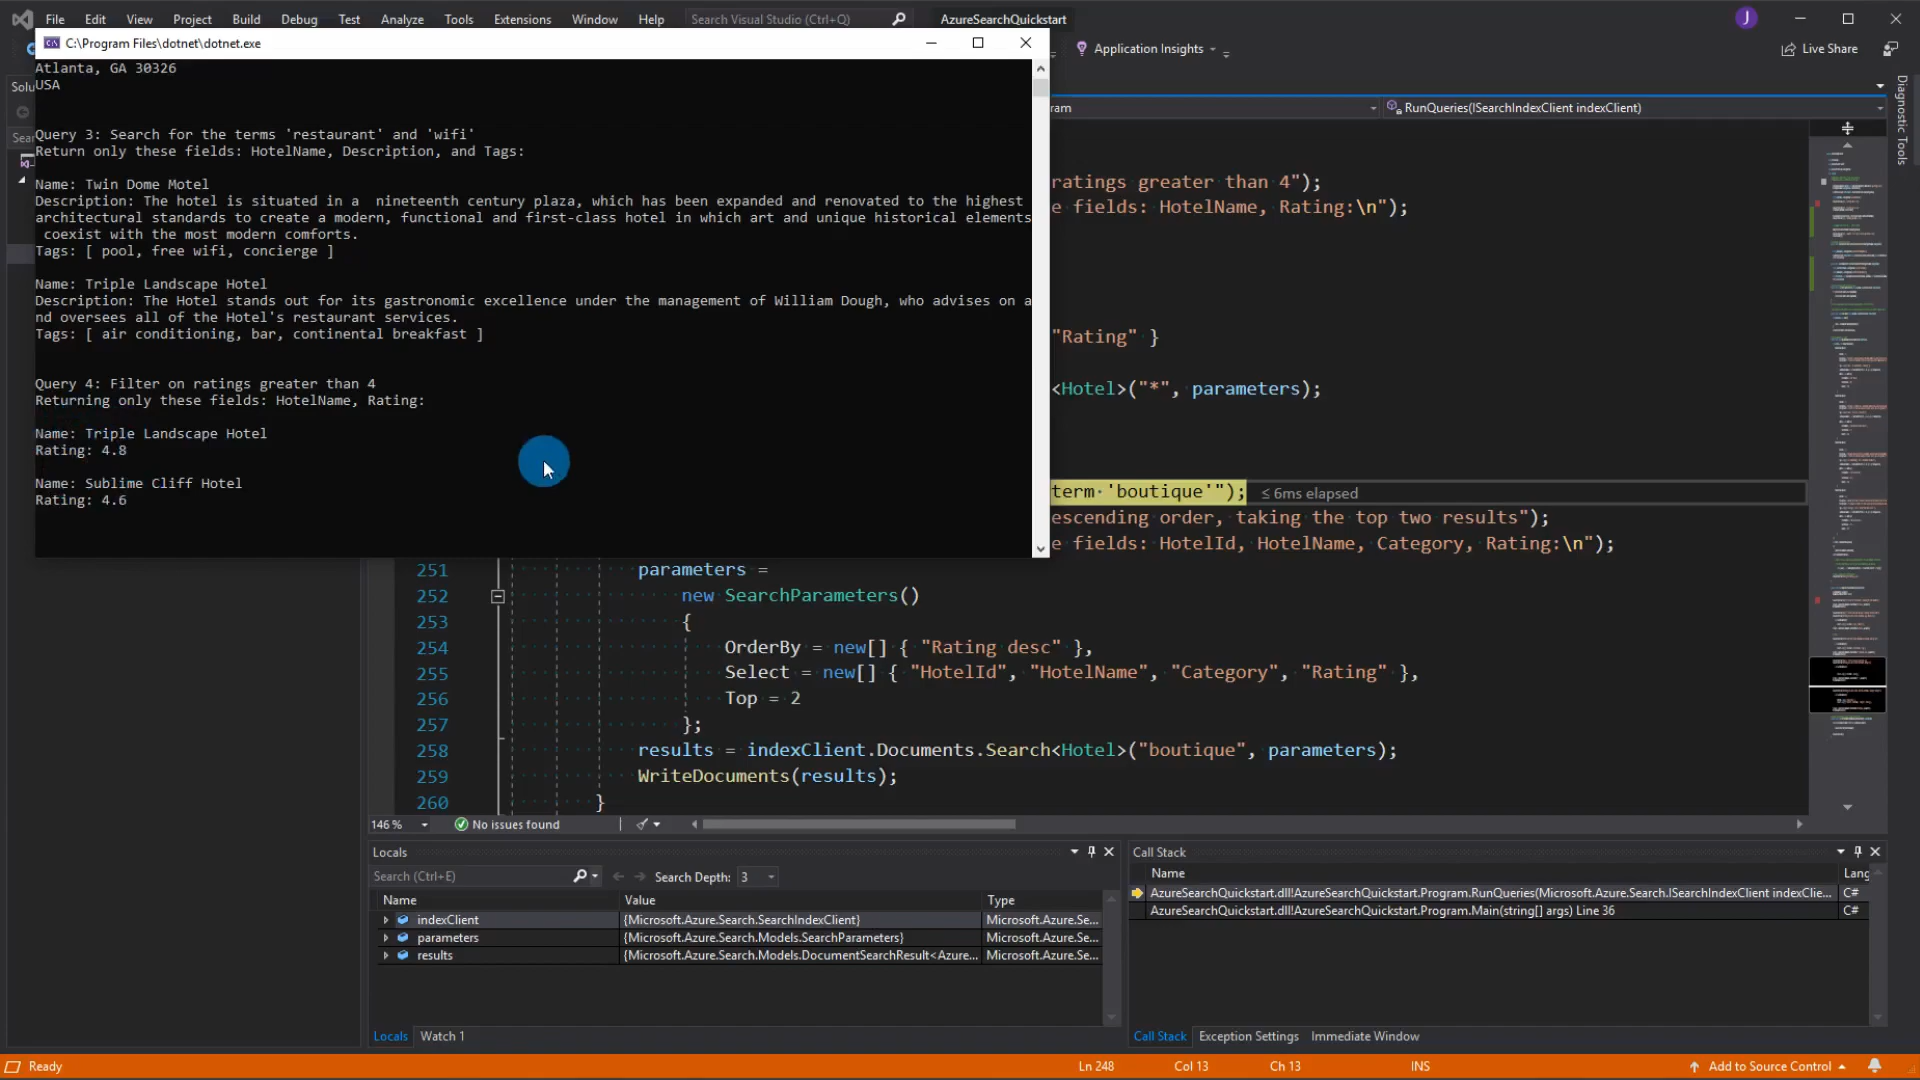 File Edit View Project Build Debug Test Analyze Tools Extensions Window Help Search Visual Studio (Ctrl+Q) AzureSearchQuickstart J
C:\Program Files\dotnet\dotnet.exe
Application Insights
Live Share
Atlanta, GA 30326
USA
Query 3: Search for the terms 'restaurant' and 'wifi'
Return only these fields: HotelName, Description, and Tags:
Name: Twin Dome Motel
Description: The hotel is situated in a  nineteenth century plaza, which has been expanded and renovated to the highest
architectural standards to create a modern, functional and first-class hotel in which art and unique historical elements
coexist with the most modern comforts.
Tags: [ pool, free wifi, concierge ]
Name: Triple Landscape Hotel
Description: The Hotel stands out for its gastronomic excellence under the management of William Dough, who advises on a
nd oversees all of the Hotel's restaurant services.
Tags: [ air conditioning, bar, continental breakfast ]
Query 4: Filter on ratings greater than 4
Returning only these fields: HotelName, Rating:
Name: Triple Landscape Hotel
Rating: 4.8
Name: Sublime Cliff Hotel
Rating: 4.6
Solu
Sear
ram
RunQueries(ISearchIndexClient indexClient)
Diagnostic Tools
ratings greater than 4");
e fields: HotelName, Rating:\n");
"Rating" }
<Hotel>("*", parameters);
term 'boutique'"); ≤ 6ms elapsed
escending order, taking the top two results");
e fields: HotelId, HotelName, Category, Rating:\n");
251 parameters =
252 new SearchParameters()
253 {
254 OrderBy = new[] { "Rating desc" },
255 Select = new[] { "HotelId", "HotelName", "Category", "Rating" },
256 Top = 2
257 };
258 results = indexClient.Documents.Search<Hotel>("boutique", parameters);
259 WriteDocuments(results);
260 }
146 % No issues found
Locals
Search (Ctrl+E) Search Depth: 3
Name Value Type
indexClient {Microsoft.Azure.Search.SearchIndexClient} Microsoft.Azure.Se...
parameters {Microsoft.Azure.Search.Models.SearchParameters} Microsoft.Azure.Se...
results {Microsoft.Azure.Search.Models.DocumentSearchResult<Azure... Microsoft.Azure.Se...
Locals Watch 1
Call Stack
Name Lang
AzureSearchQuickstart.dll!AzureSearchQuickstart.Program.RunQueries(Microsoft.Azure.Search.ISearchIndexClient indexClie... C#
AzureSearchQuickstart.dll!AzureSearchQuickstart.Program.Main(string[] args) Line 36 C#
Call Stack Exception Settings Immediate Window
Ready Ln 248 Col 13 Ch 13 INS Add to Source Control